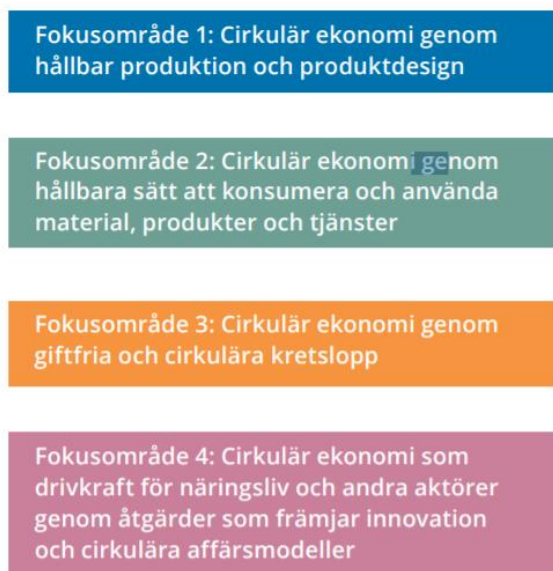 Fokusområde 1: Cirkulär ekonomi genom
hållbar produktion och produktdesign
Fokusområde 2: Cirkulär ekonomi genom
hållbara sätt att konsumera och använda
material, produkter och tjänster
Fokusområde 3: Cirkulär ekonomi genom
giftfria och cirkulära kretslopp
Fokusområde 4: Cirkulär ekonomi som
drivkraft för näringsliv och andra aktörer
genom åtgärder som främjar innovation
och cirkulära affärsmodeller